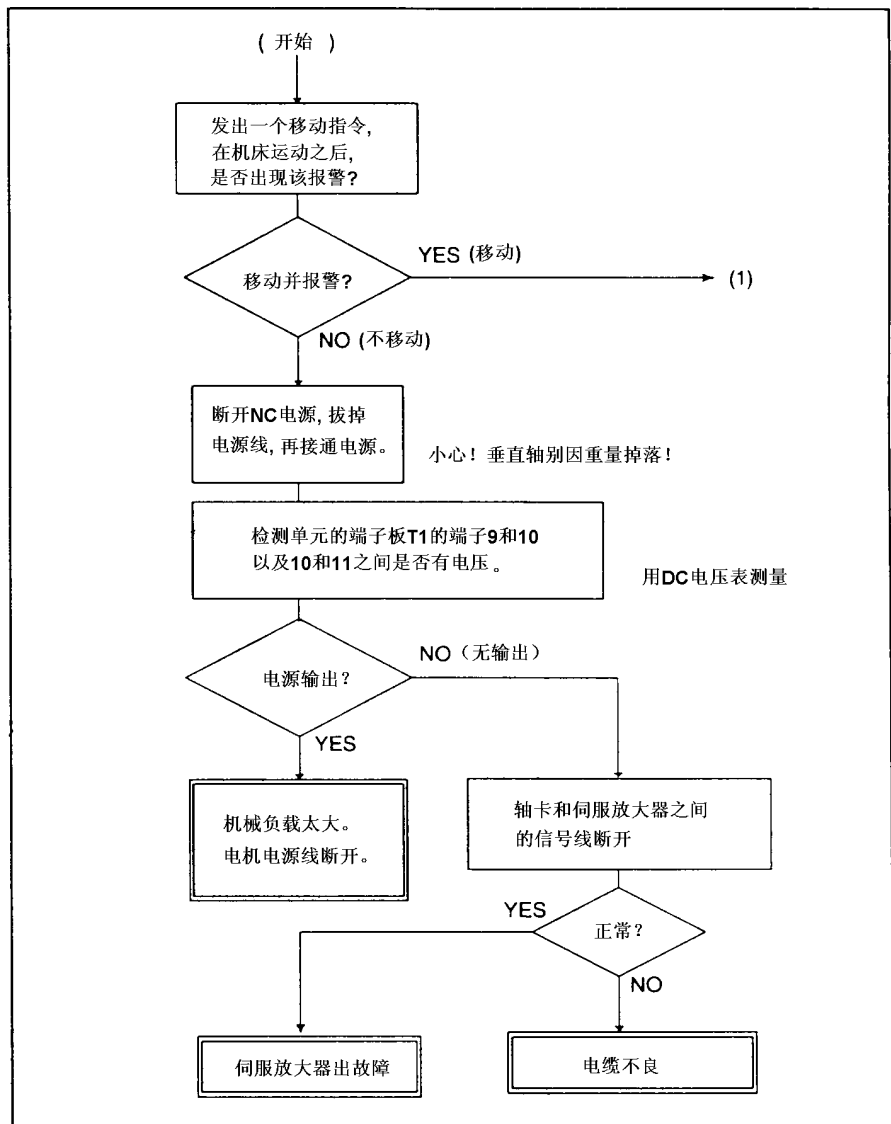 ( 开始 )
发出一个移动指令,
在机床运动之后,
是否出现该报警?
YES (移动)
移动并报警?
(1)
NO (不移动)
断开NC电源, 拔掉
电源线, 再接通电源。
小心！垂直轴别因重量掉落！
检测单元的端子板T1的端子9和10
以及10和11之间是否有电压。
用DC电压表测量
NO（无输出）
电源输出?
YES
机械负载太大。
电机电源线断开。
轴卡和伺服放大器之间
的信号线断开
YES
正常?
NO
伺服放大器出故障
电缆不良